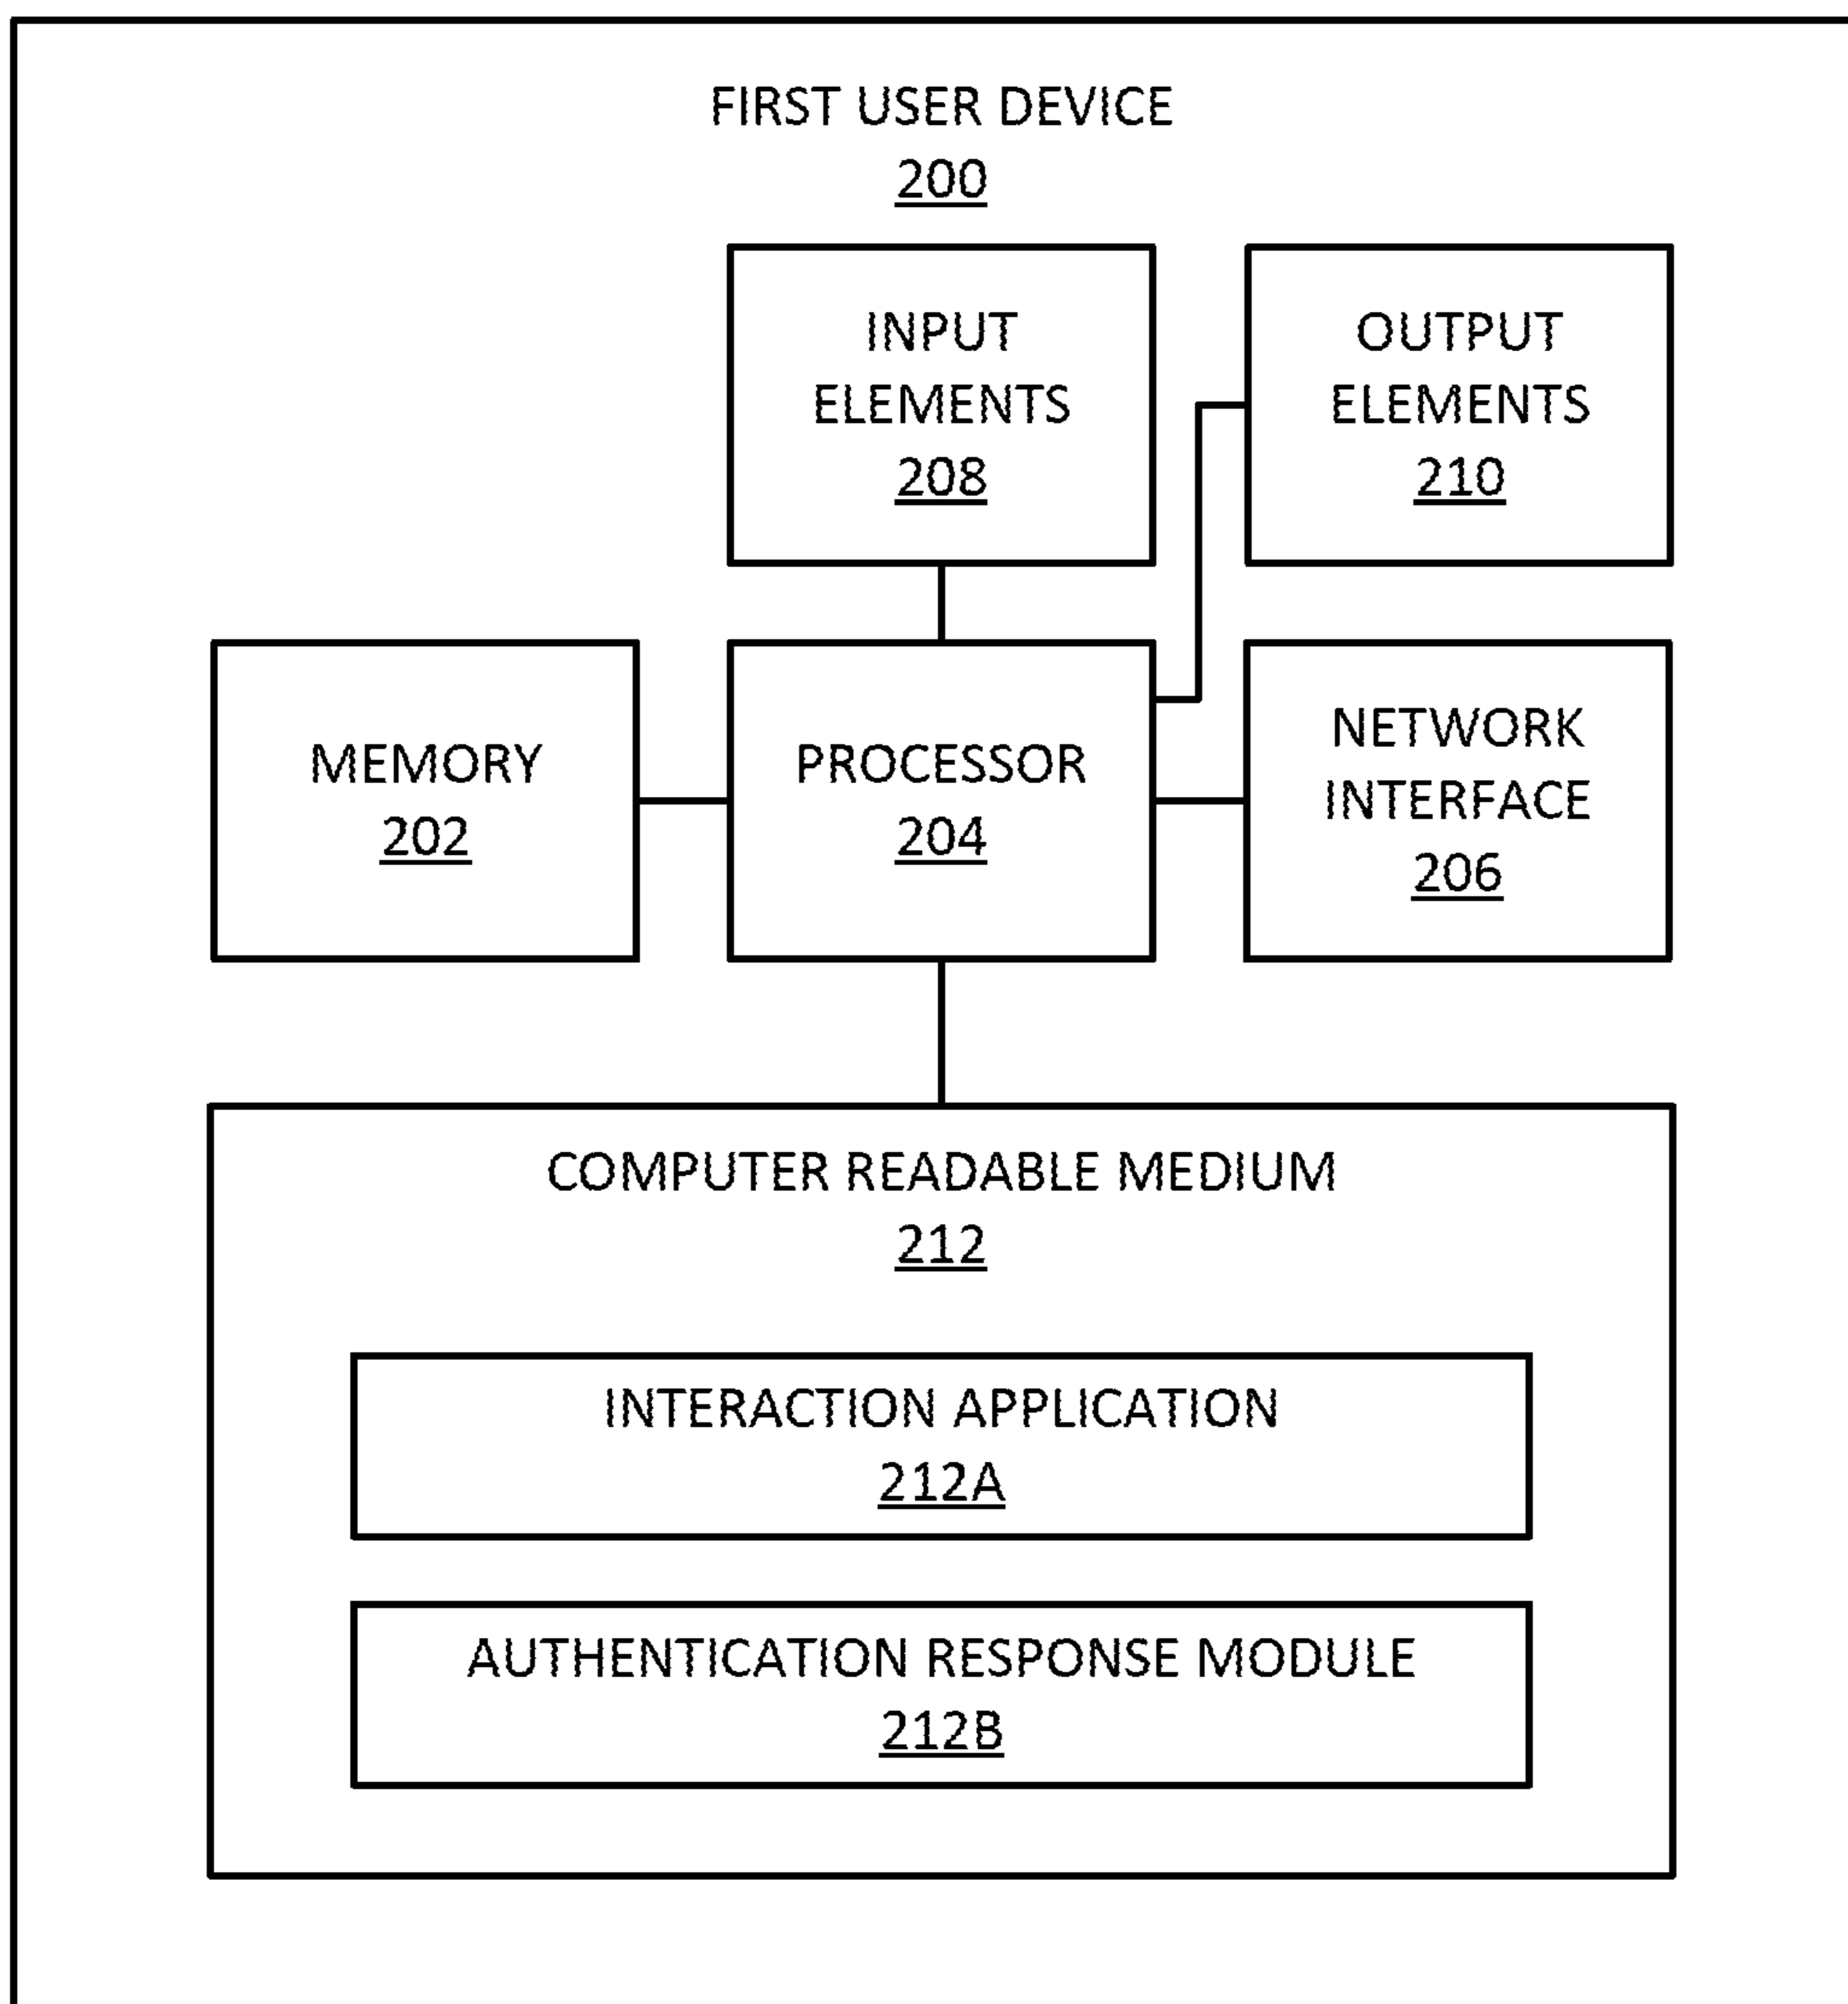 FIRST USER DEVICE
200
INPUT
ELEMENTS
208
OUTPUT
ELEMENTS
210
MEMORY
202
PROCESSOR
204
NETWORK
INTERFACE
206
COMPUTER READABLE MEDIUM
212
INTERACTION APPLICATION
212A
AUTHENTICATION RESPONSE MODULE
212B